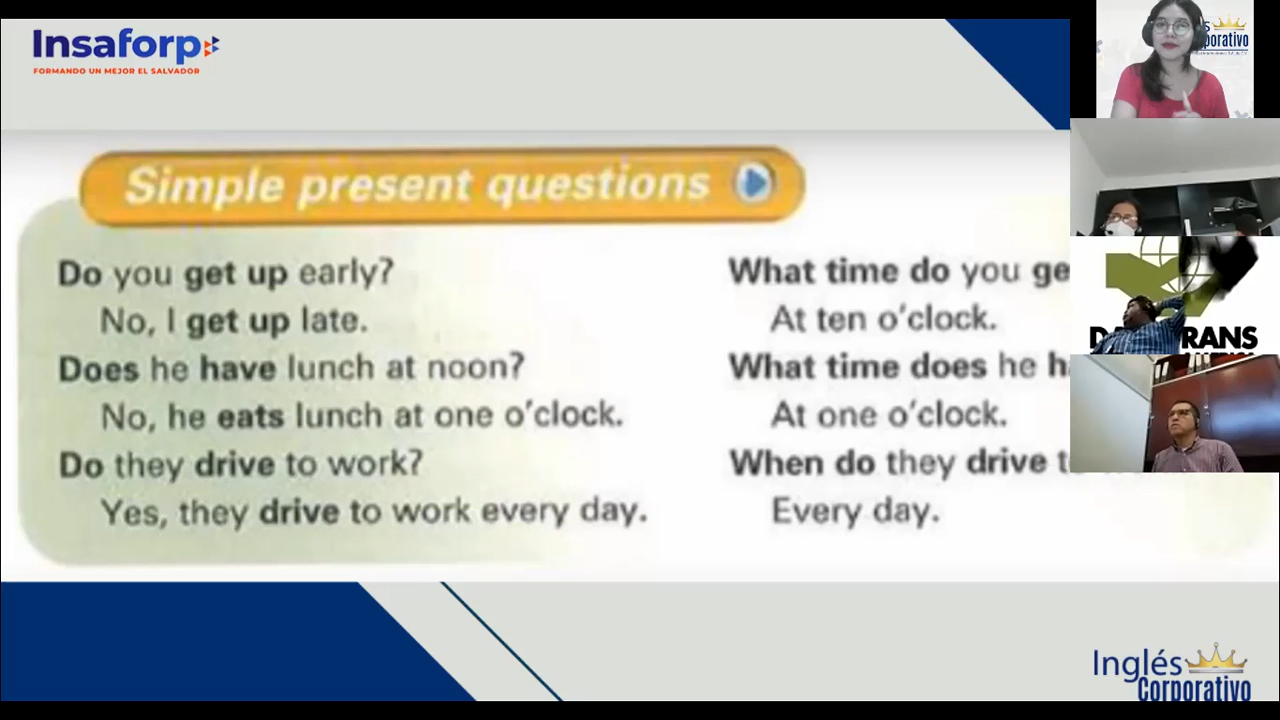 Insaforp
FORMANDO UN MEJOR EL SALVADOR
Simple present questions
Do you get up early?
No, I get up late.
Does he have lunch at noon?
No, he eats lunch at one o'clock.
Do they drive to work?
Yes, they drive to work every day.
What time do you
At ten o'clock.
What time does he
At one o'clock.
When do they drive
Every day.
RANS
Inglés
Corporativo